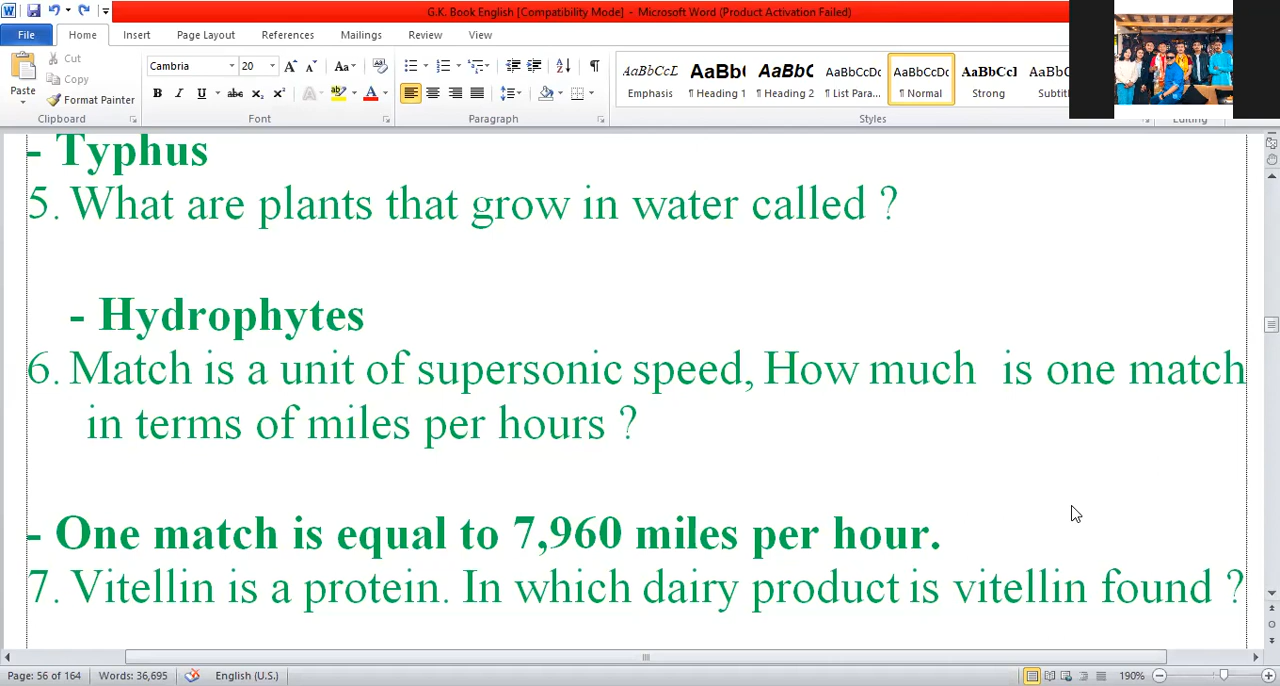 G.K. Book English [Compatibility Mode] - Microsoft Word (Product Activation Failed)
File Home Insert Page Layout References Mailings Review View
Paste
Cut
Copy
Format Painter
Clipboard
Cambria 20
Font
Paragraph
AaBbCcL AaBbC AaBbC AaBbCcDc AaBbCcDc AaBbCcI AaBbC
Emphasis ¶ Heading 1 ¶ Heading 2 ¶ List Para... ¶ Normal Strong Subtitl
Styles
Editing
- Typhus
5. What are plants that grow in water called ?
- Hydrophytes
6. Match is a unit of supersonic speed, How much is one match
in terms of miles per hours ?
- One match is equal to 7,960 miles per hour.
7. Vitellin is a protein. In which dairy product is vitellin found ?
Page: 56 of 164 Words: 36,695 English (U.S.) 190%